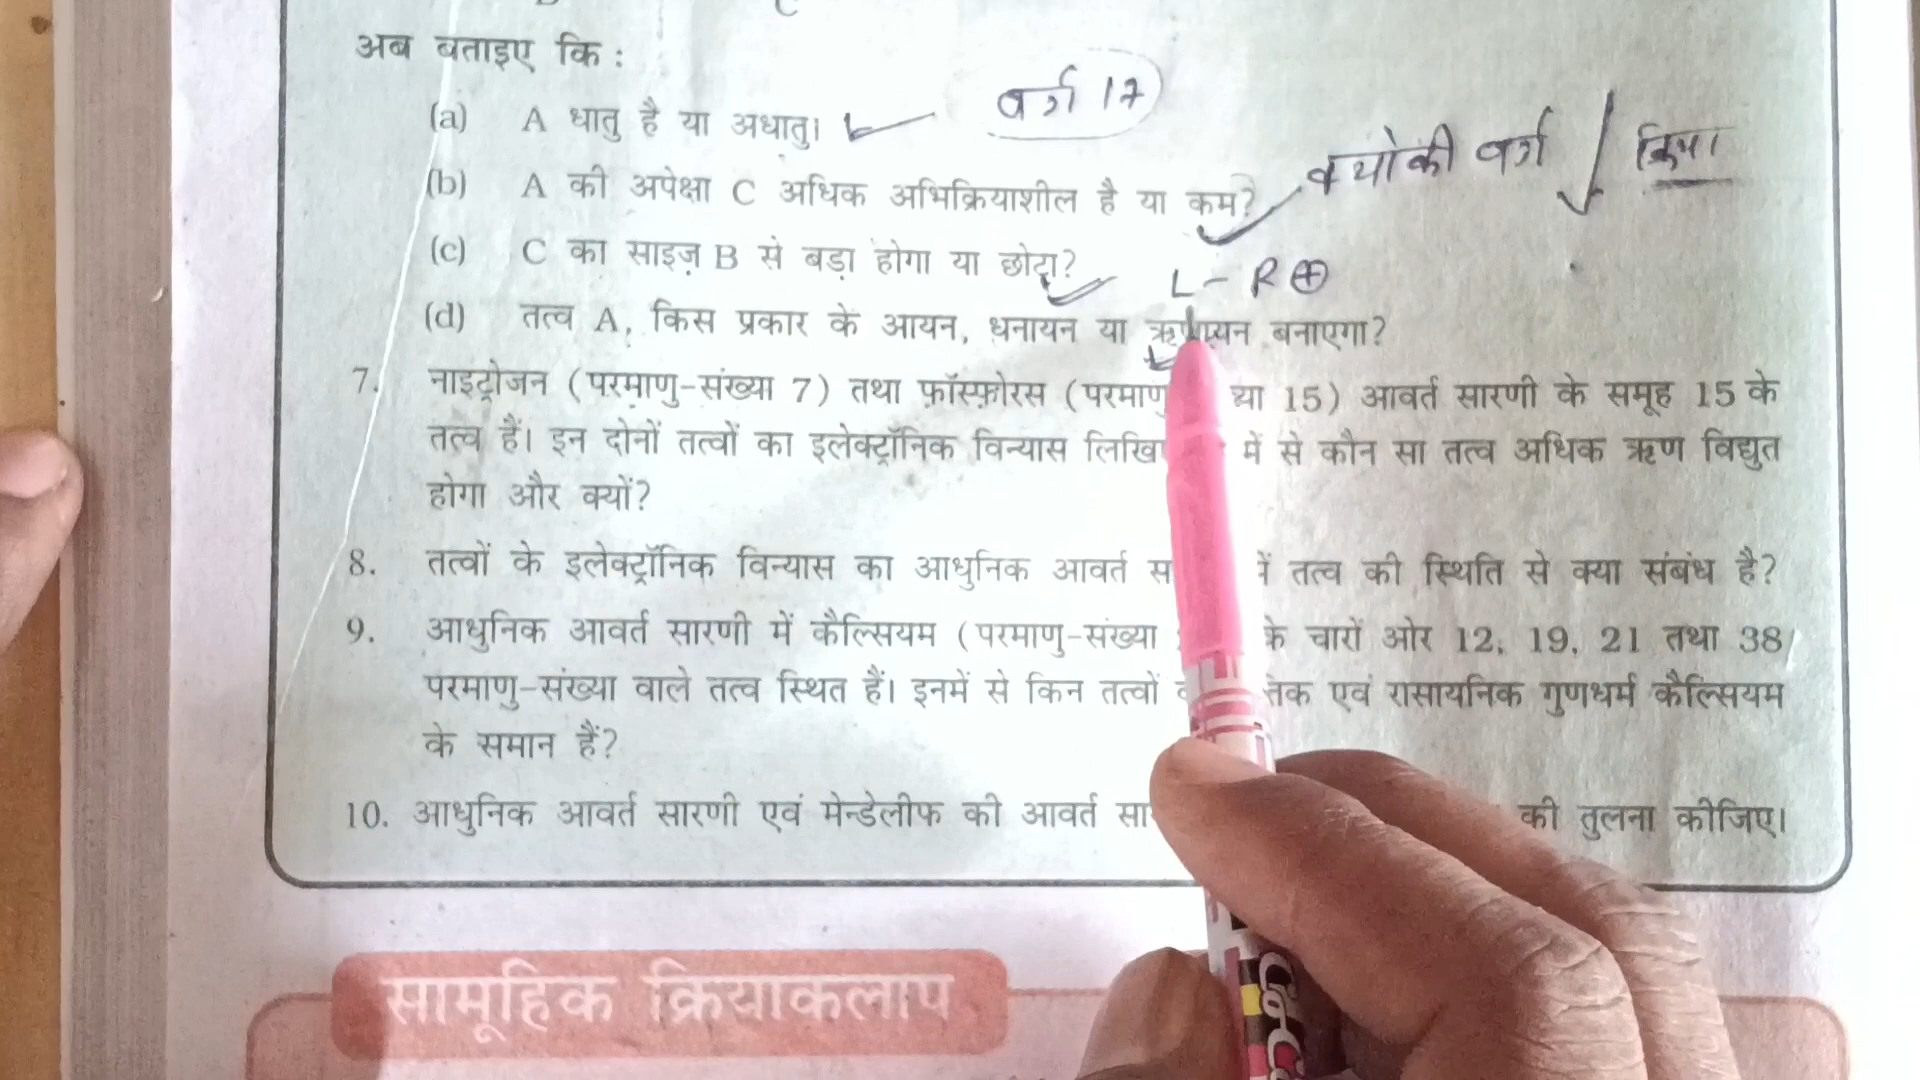 अब बताइए कि :
(a) A धातु है या अधातु। वर्ग 17
(b) A की अपेक्षा C अधिक अभिक्रियाशील है या कम? क्योकी वर्ग ↓
(c) C का साइज़ B से बड़ा होगा या छोटा? L - R ⊕
(d) तत्व A, किस प्रकार के आयन, धनायन या बनाएगा?
7. नाइट्रोजन (परमाणु-संख्या 7) तथा फ़ॉस्फ़ोरस (परमाणु 15) आवर्त सारणी के समूह 15 के
तत्व हैं। इन दोनों तत्वों का इलेक्ट्रॉनिक विन्यास में से कौन सा तत्व अधिक ऋण विद्युत
होगा और क्यों?
8. तत्वों के इलेक्ट्रॉनिक विन्यास का आधुनिक आवर्त तत्व की स्थिति से क्या संबंध है?
9. आधुनिक आवर्त सारणी में कैल्सियम (परमाणु-संख्या के चारों ओर 12, 19, 21 तथा 38
परमाणु-संख्या वाले तत्व स्थित हैं। इनमें से किन तत्वों एवं रासायनिक गुणधर्म कैल्सियम
के समान हैं?
10. आधुनिक आवर्त सारणी एवं मेन्डेलीफ की आवर्त की तुलना कीजिए।
सामूहिक क्रियाकलाप